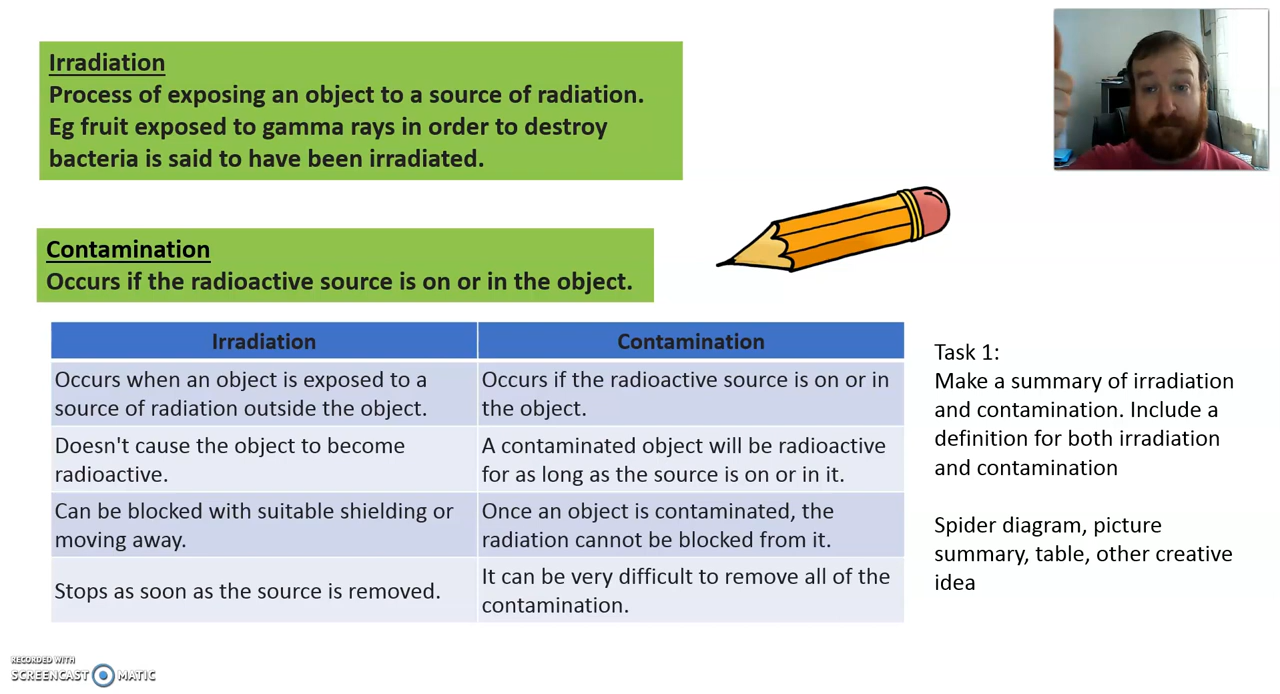 Irradiation
Process of exposing an object to a source of radiation.
Eg fruit exposed to gamma rays in order to destroy
bacteria is said to have been irradiated.
Contamination
Occurs if the radioactive source is on or in the object.
Irradiation
Contamination
Occurs when an object is exposed to a
source of radiation outside the object.
Occurs if the radioactive source is on or in
the object.
Doesn't cause the object to become
radioactive.
A contaminated object will be radioactive
for as long as the source is on or in it.
Can be blocked with suitable shielding or
moving away.
Once an object is contaminated, the
radiation cannot be blocked from it.
Stops as soon as the source is removed.
It can be very difficult to remove all of the
contamination.
Task 1:
Make a summary of irradiation
and contamination. Include a
definition for both irradiation
and contamination
Spider diagram, picture
summary, table, other creative
idea
RECORDED WITH
SCREENCAST MATIC